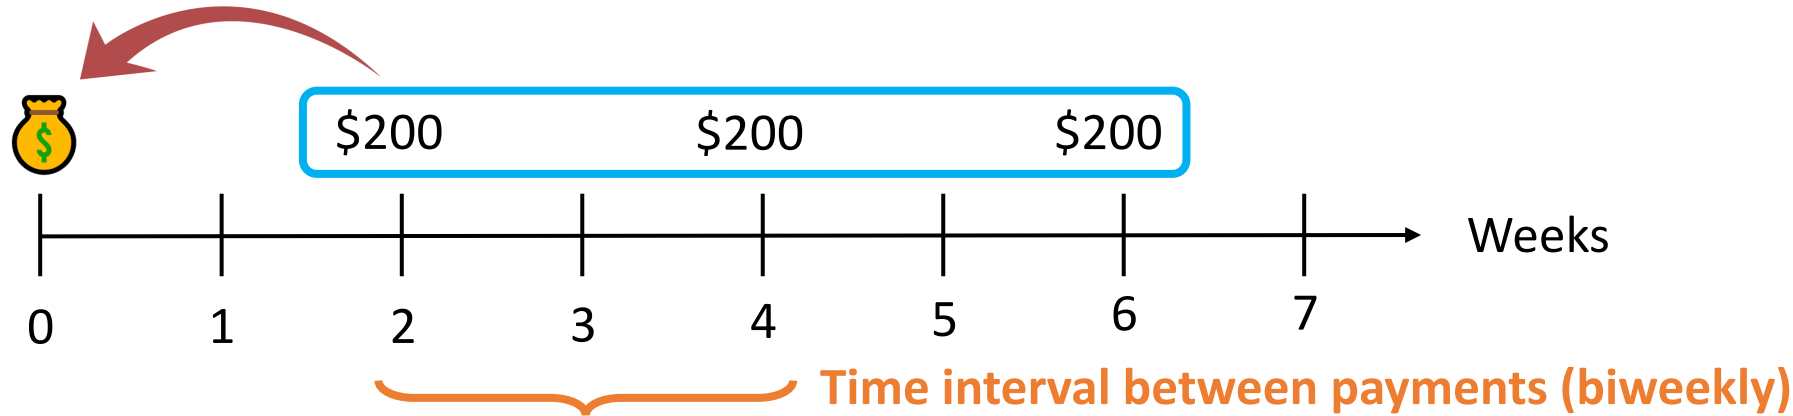 $200 $200 $200
$
Weeks
0 1 2 3 4 5 6 7
Time interval between payments (biweekly)